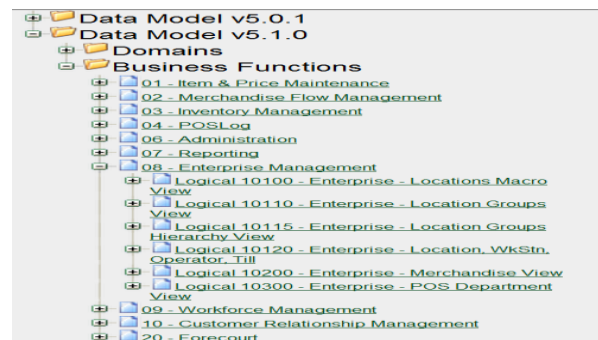 Data Model v5.0.1
Data Model v5.1.0
Domains
Business Functions
01 - Item & Price Maintenance
02 - Merchandise Flow Management
03 - Inventory Management
04 - POSLog
06 - Administration
07 - Reporting
08 - Enterprise Management
Logical 10100 - Enterprise - Locations Macro
View
Logical 10110 - Enterprise - Location Groups
View
Logical 10115 - Enterprise - Location Groups
Hierarchy View
Logical 10120 - Enterprise - Location, WkStn,
Operator, Till
Logical 10200 - Enterprise - Merchandise View
Logical 10300 - Enterprise - POS Department
View
09 - Workforce Management
10 - Customer Relationship Management
20 - Forecourt